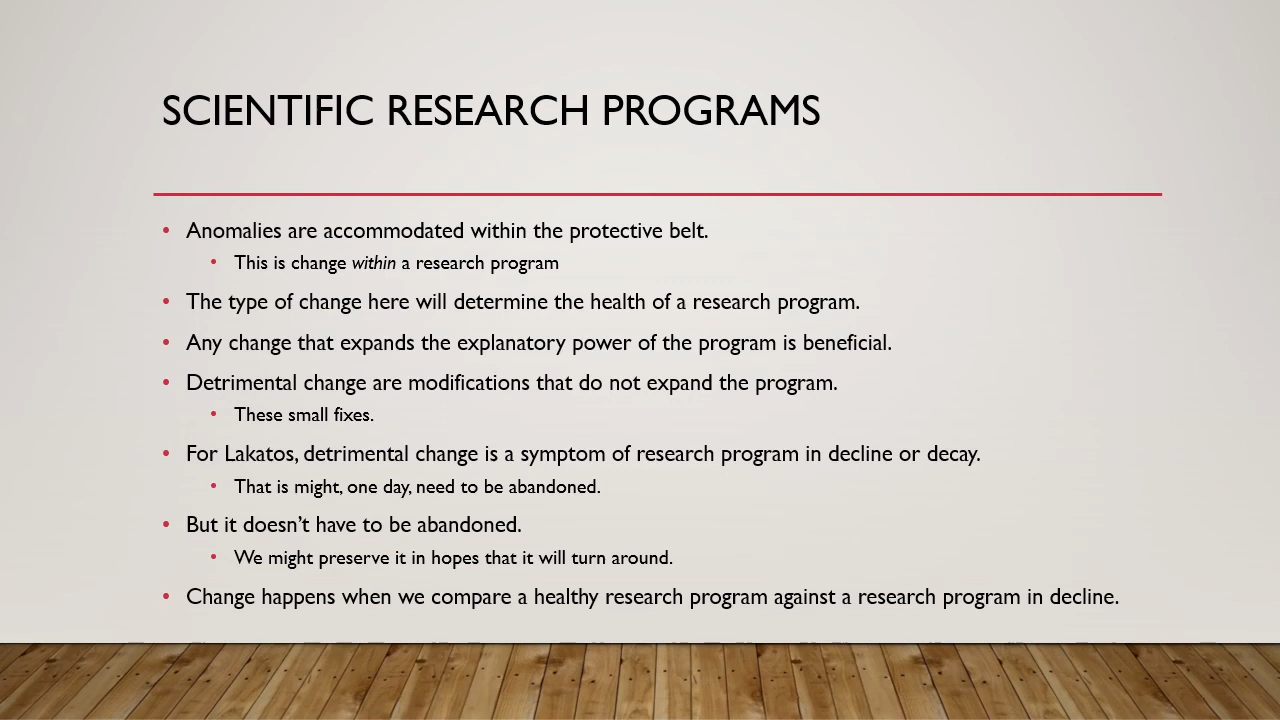 SCIENTIFIC RESEARCH PROGRAMS
• Anomalies are accommodated within the protective belt.
• This is change within a research program
• The type of change here will determine the health of a research program.
• Any change that expands the explanatory power of the program is beneficial.
• Detrimental change are modifications that do not expand the program.
• These small fixes.
• For Lakatos, detrimental change is a symptom of research program in decline or decay.
• That is might, one day, need to be abandoned.
• But it doesn’t have to be abandoned.
• We might preserve it in hopes that it will turn around.
• Change happens when we compare a healthy research program against a research program in decline.